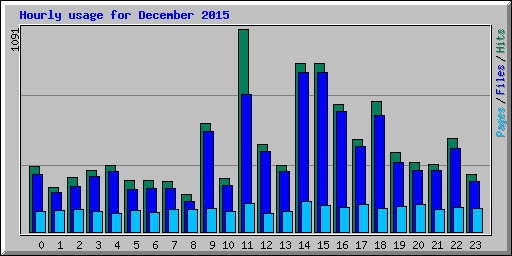 Hourly usage for December 2015
1091
Pages / Files / Hits
0 1 2 3 4 5 6 7 8 9 10 11 12 13 14 15 16 17 18 19 20 21 22 23